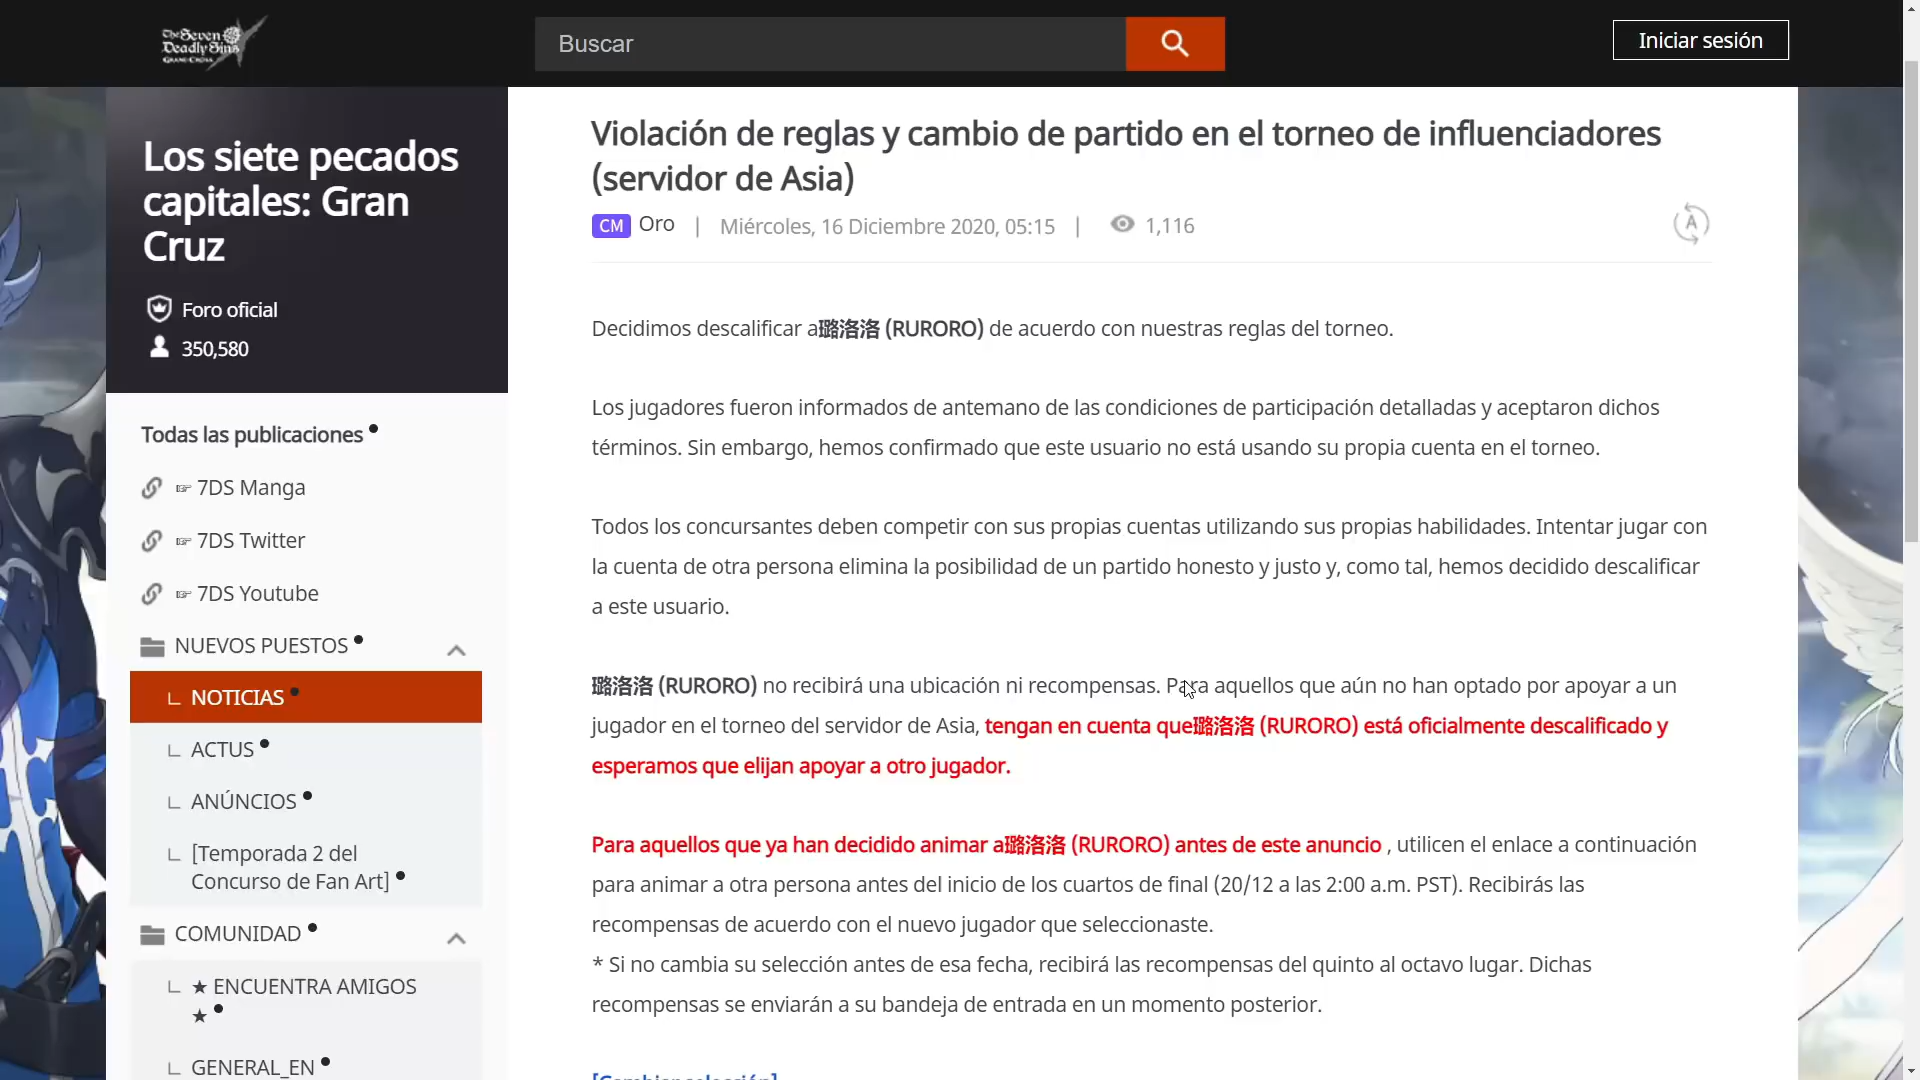 The Seven
Deadly Sins
GRAND CROSS
Buscar
Iniciar sesión
Los siete pecados
capitales: Gran
Cruz
Foro oficial
350,580
Todas las publicaciones
☞ 7DS Manga
☞ 7DS Twitter
☞ 7DS Youtube
NUEVOS PUESTOS
NOTICIAS
ACTUS
ANÚNCIOS
[Temporada 2 del
Concurso de Fan Art]
COMUNIDAD
★ ENCUENTRA AMIGOS
★
GENERAL_EN
Violación de reglas y cambio de partido en el torneo de influenciadores
(servidor de Asia)
CM Oro | Miércoles, 16 Diciembre 2020, 05:15 | 1,116
A
Decidimos descalificar a璐洛洛 (RURORO) de acuerdo con nuestras reglas del torneo.
Los jugadores fueron informados de antemano de las condiciones de participación detalladas y aceptaron dichos
términos. Sin embargo, hemos confirmado que este usuario no está usando su propia cuenta en el torneo.
Todos los concursantes deben competir con sus propias cuentas utilizando sus propias habilidades. Intentar jugar con
la cuenta de otra persona elimina la posibilidad de un partido honesto y justo y, como tal, hemos decidido descalificar
a este usuario.
璐洛洛 (RURORO) no recibirá una ubicación ni recompensas. Para aquellos que aún no han optado por apoyar a un
jugador en el torneo del servidor de Asia, tengan en cuenta que璐洛洛 (RURORO) está oficialmente descalificado y
esperamos que elijan apoyar a otro jugador.
Para aquellos que ya han decidido animar a璐洛洛 (RURORO) antes de este anuncio , utilicen el enlace a continuación
para animar a otra persona antes del inicio de los cuartos de final (20/12 a las 2:00 a.m. PST). Recibirás las
recompensas de acuerdo con el nuevo jugador que seleccionaste.
* Si no cambia su selección antes de esa fecha, recibirá las recompensas del quinto al octavo lugar. Dichas
recompensas se enviarán a su bandeja de entrada en un momento posterior.
[Cambiar selección]